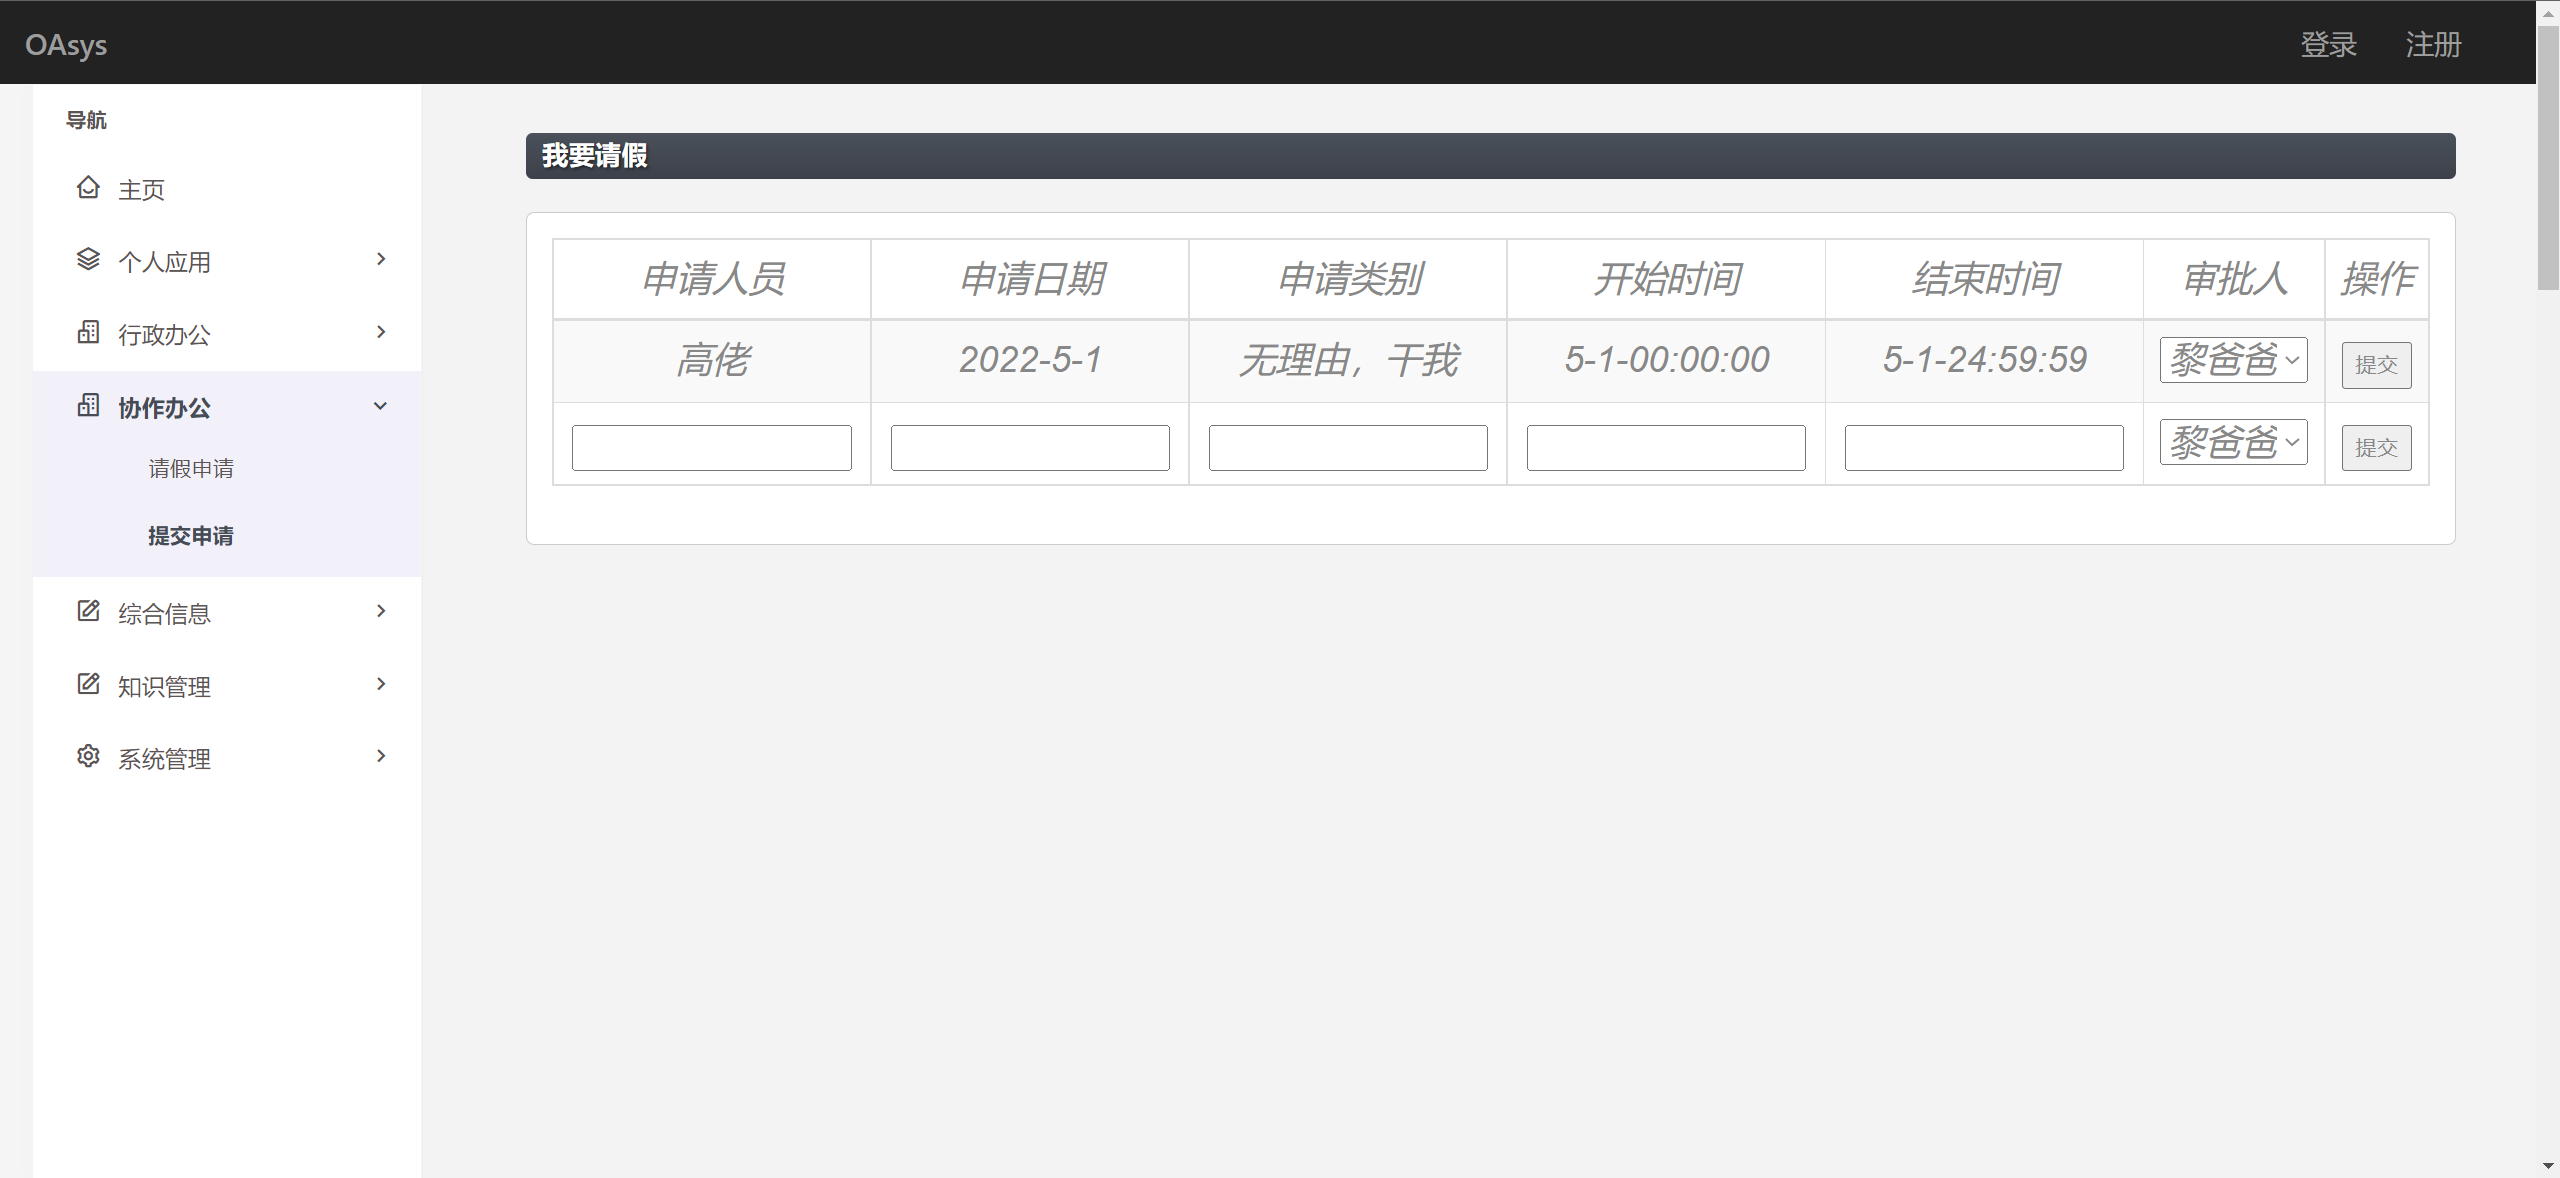 OAsys
登录 注册
导航
主页
个人应用
行政办公
协作办公
请假申请
提交申请
综合信息
知识管理
系统管理
我要请假
申请人员 申请日期 申请类别 开始时间 结束时间 审批人 操作
高佬 2022-5-1 无理由，干我 5-1-00:00:00 5-1-24:59:59 黎爸爸 提交
黎爸爸 提交